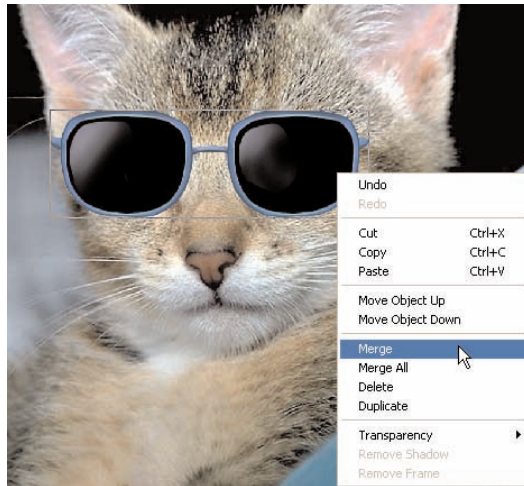 Undo
Redo
Cut Ctrl+X
Copy Ctrl+C
Paste Ctrl+V
Move Object Up
Move Object Down
Merge
Merge All
Delete
Duplicate
Transparency
Remove Shadow
Remove Frame